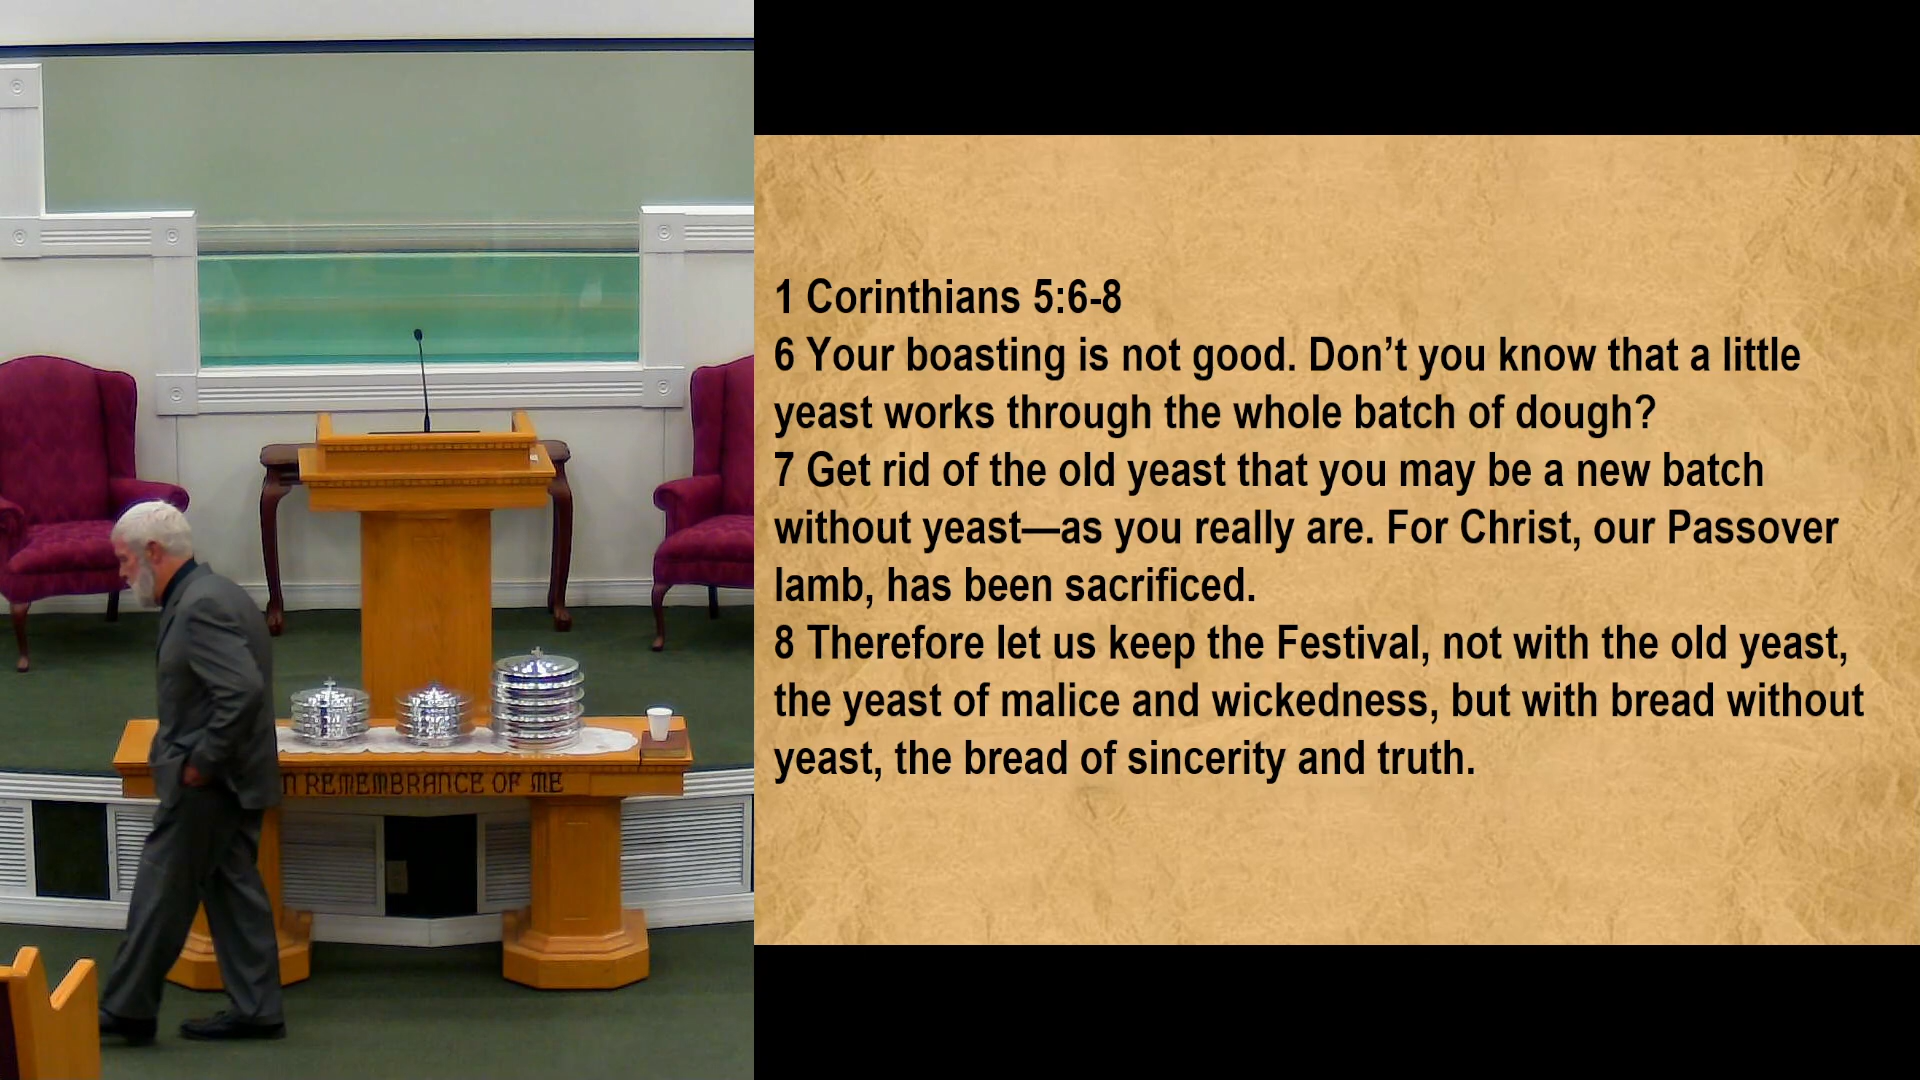 1 Corinthians 5:6-8
6 Your boasting is not good. Don’t you know that a little
yeast works through the whole batch of dough?
7 Get rid of the old yeast that you may be a new batch
without yeast—as you really are. For Christ, our Passover
lamb, has been sacrificed.
8 Therefore let us keep the Festival, not with the old yeast,
the yeast of malice and wickedness, but with bread without
yeast, the bread of sincerity and truth.
REMEMBRANCE OF ME